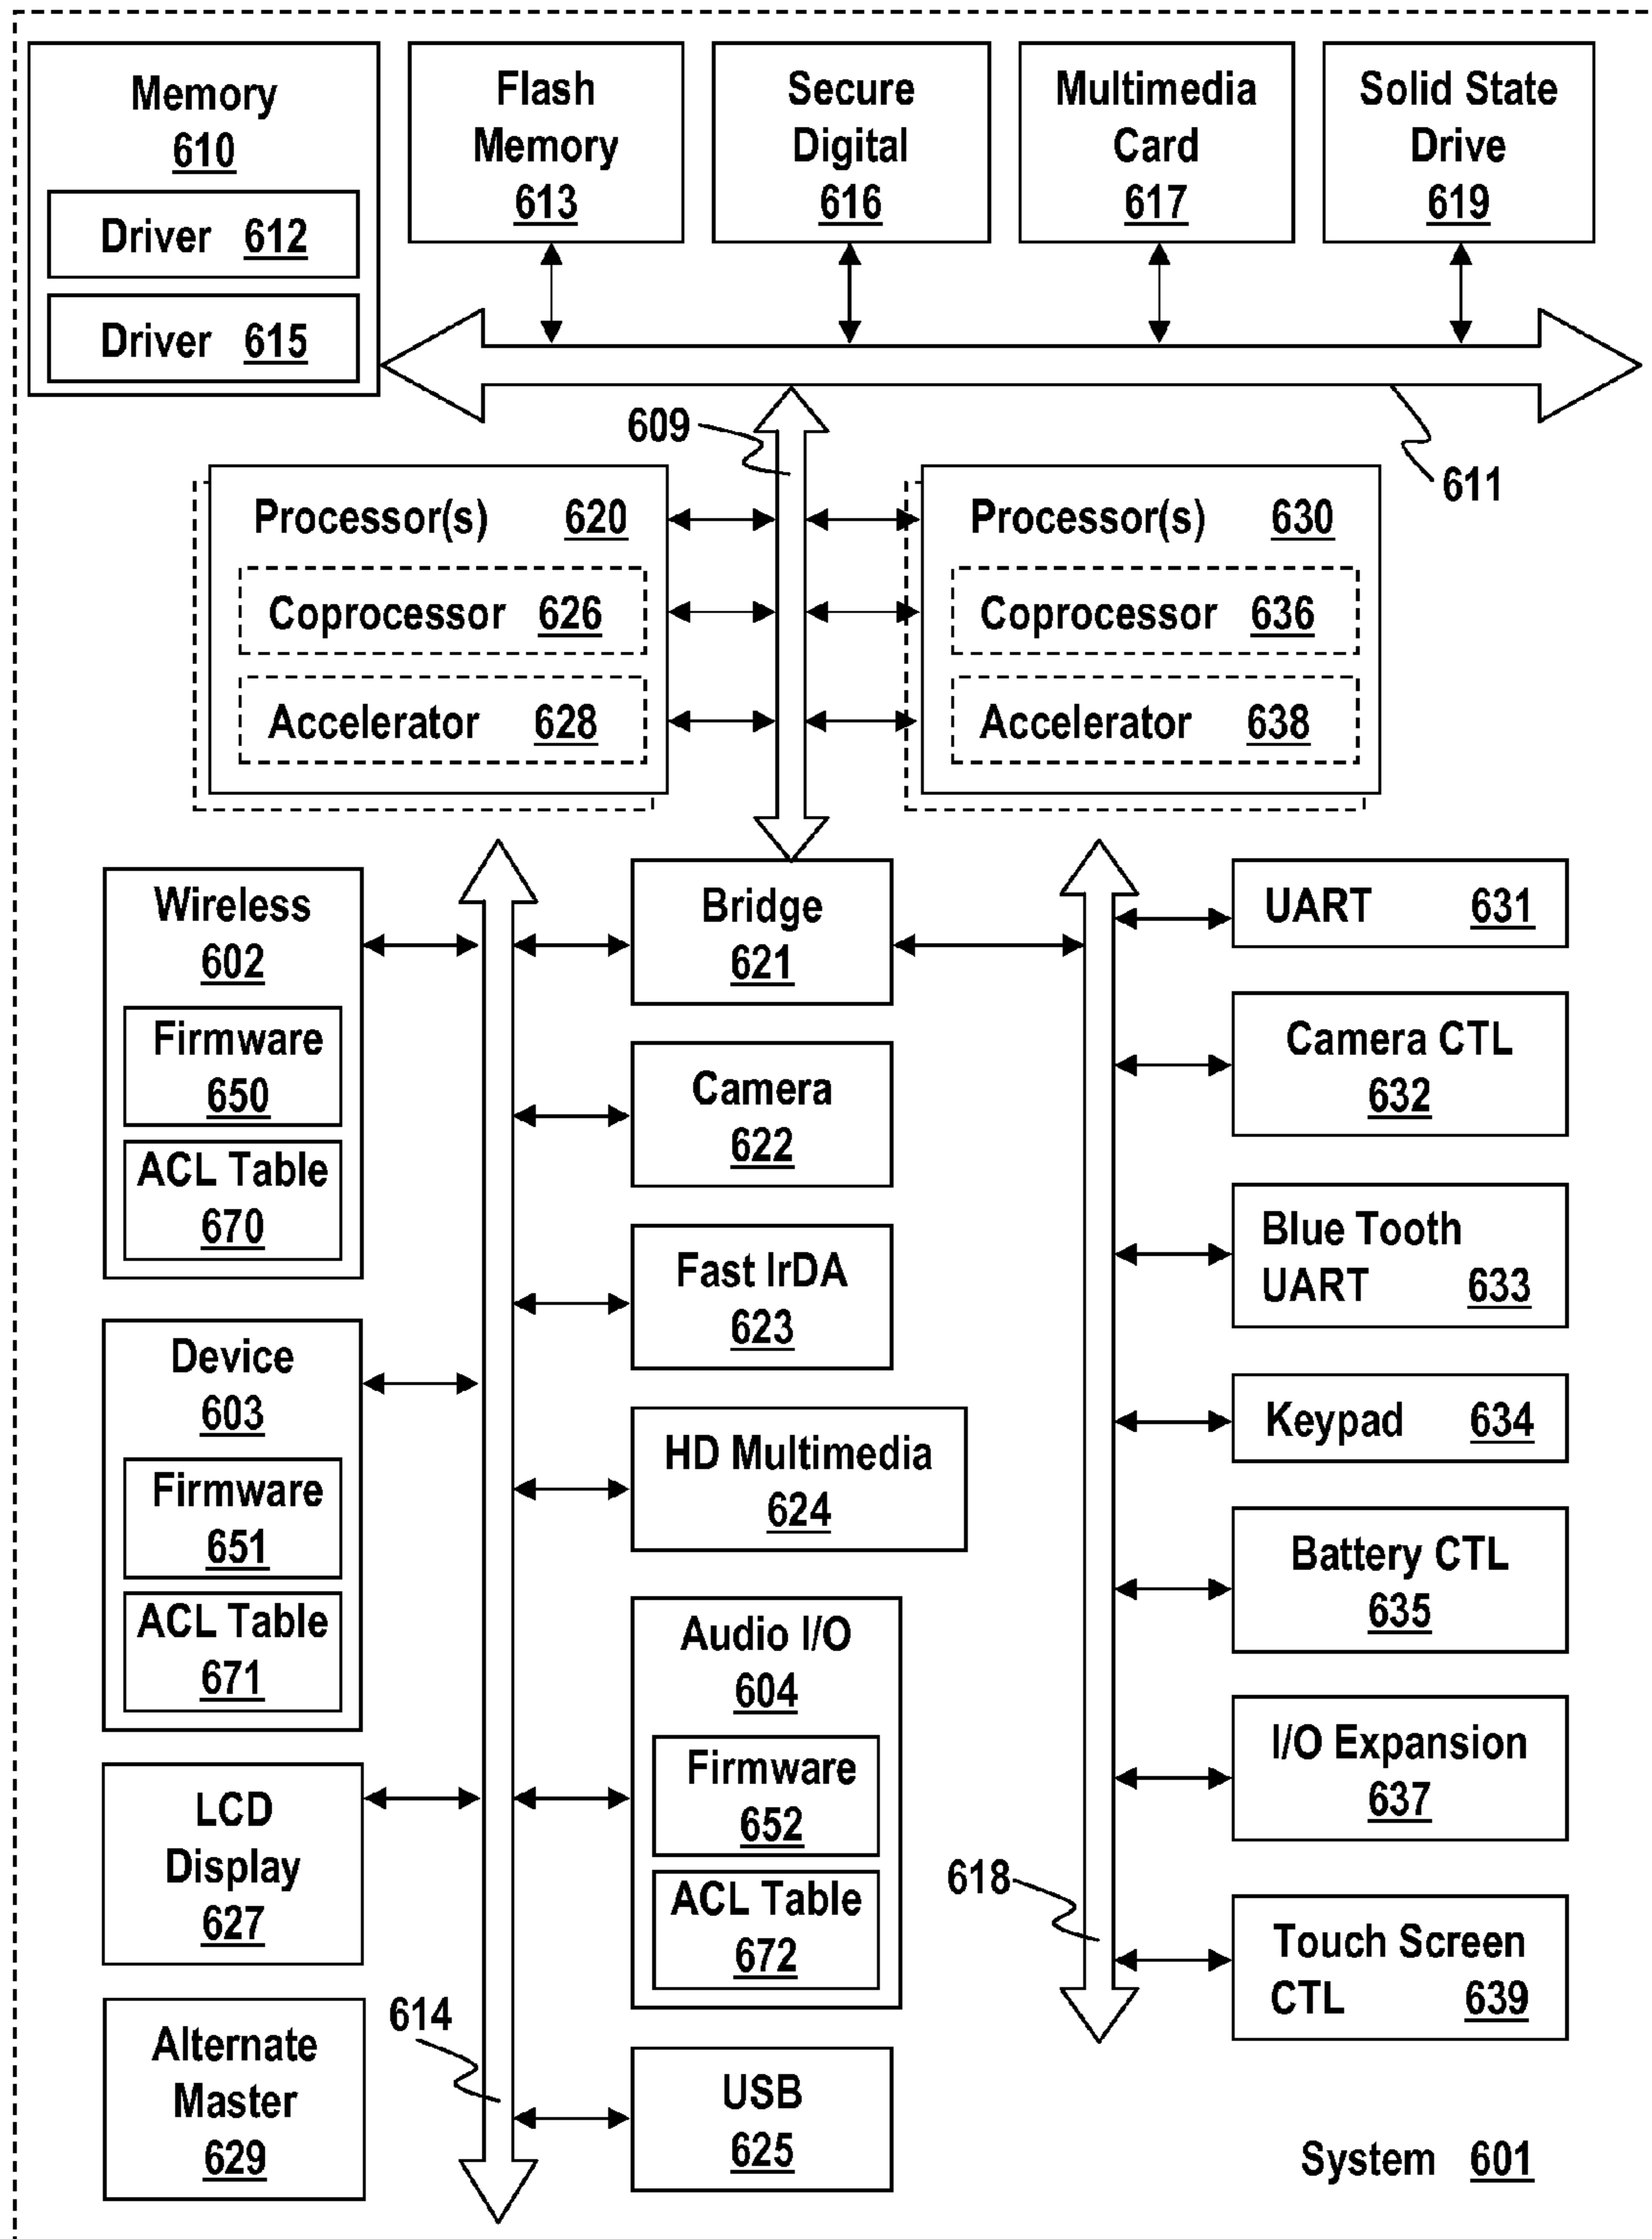 Memory
610
Driver 612
Driver 615
Flash
Memory
613
Secure
Digital
616
Multimedia
Card
617
Solid State
Drive
619
609
611
Processor(s) 620
Coprocessor 626
Accelerator 628
Processor(s) 630
Coprocessor 636
Accelerator 638
Wireless
602
Firmware
650
ACL Table
670
Device
603
Firmware
651
ACL Table
671
LCD
Display
627
Alternate
Master
629
614
Bridge
621
Camera
622
Fast IrDA
623
HD Multimedia
624
Audio I/O
604
Firmware
652
ACL Table
672
USB
625
618
UART 631
Camera CTL
632
Blue Tooth
UART 633
Keypad 634
Battery CTL
635
I/O Expansion
637
Touch Screen
CTL 639
System 601